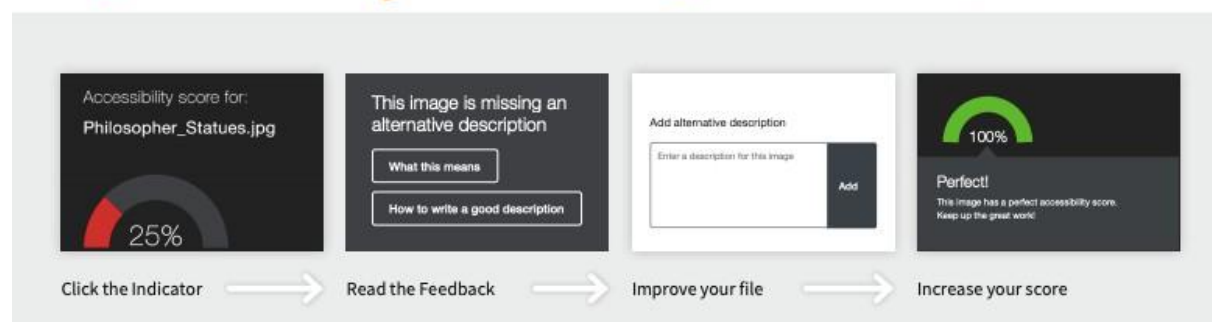 Accessibility score for:
Philosopher_Statues.jpg
25%
Click the Indicator
This image is missing an
alternative description
What this means
How to write a good description
Read the Feedback
Add alternative description
Enter a description for this image
Add
Improve your file
100%
Perfect!
This image has a perfect accessibility score.
Keep up the great work!
Increase your score